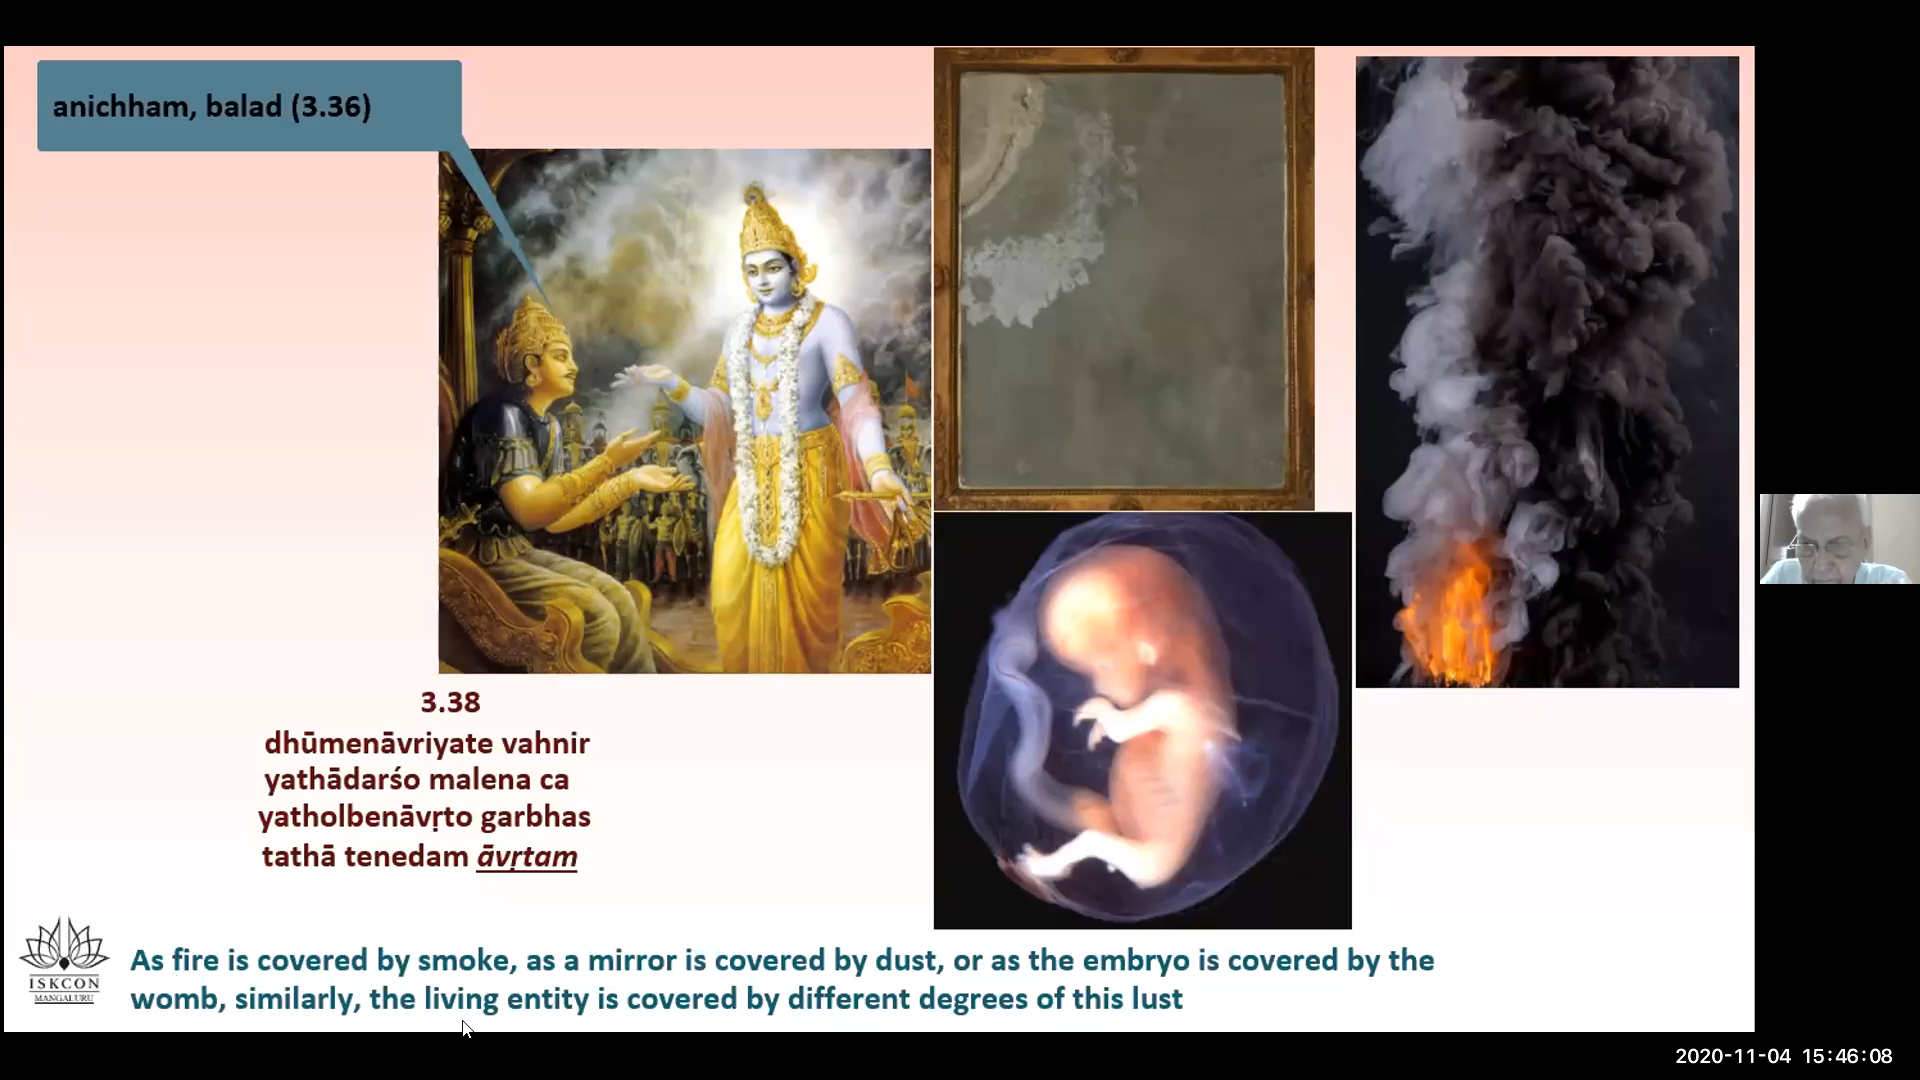 anichham, balad (3.36)
3.38
dhūmenāvriyate vahnir
yathādarśo malena ca
yatholbenāvṛto garbhas
tathā tenedam āvṛtam
ISKCON
MANGALURU
As fire is covered by smoke, as a mirror is covered by dust, or as the embryo is covered by the
womb, similarly, the living entity is covered by different degrees of this lust
2020-11-04 15:46:08